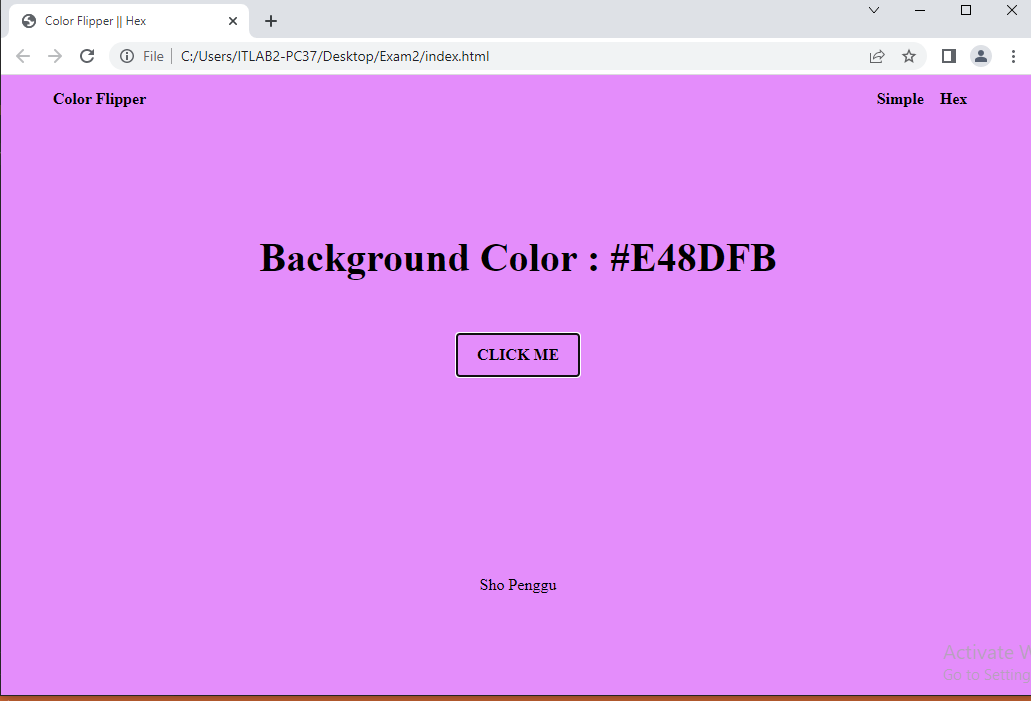 Color Flipper || Hex
File C:/Users/ITLAB2-PC37/Desktop/Exam2/index.html
Color Flipper Simple Hex
Background Color : #E48DFB
CLICK ME
Sho Penggu
Activate W
Go to Setting